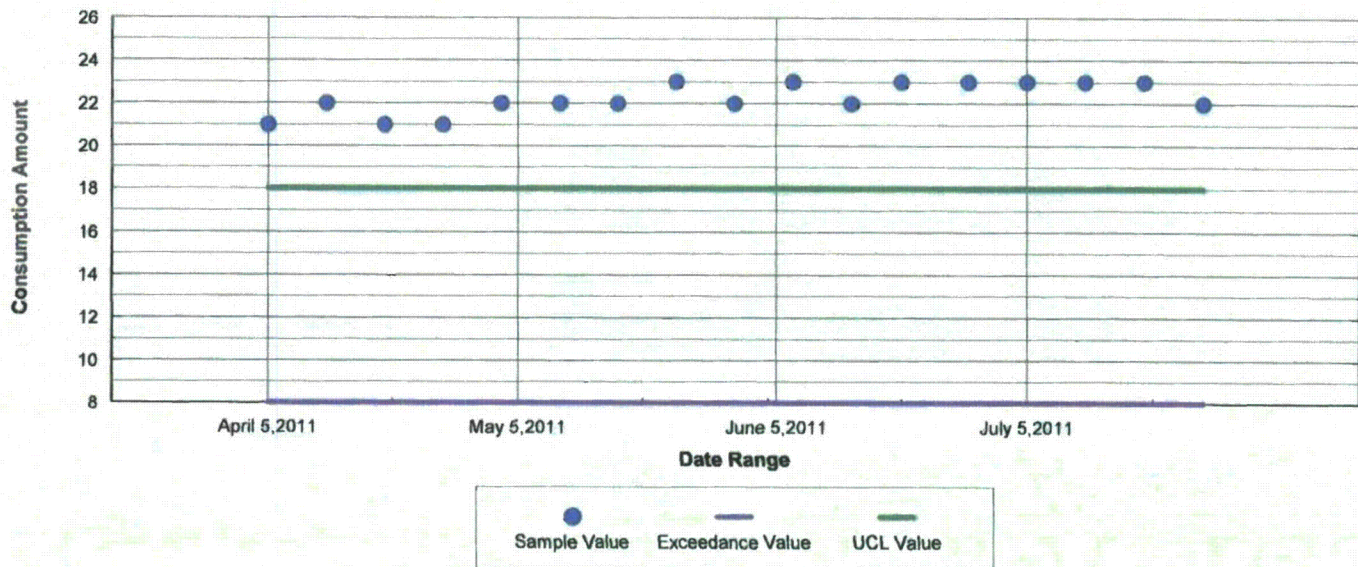 26
24
22
20
18
16
14
12
10
8
Consumption Amount
April 5,2011 May 5,2011 June 5,2011 July 5,2011
Date Range
Sample Value Exceedance Value UCL Value